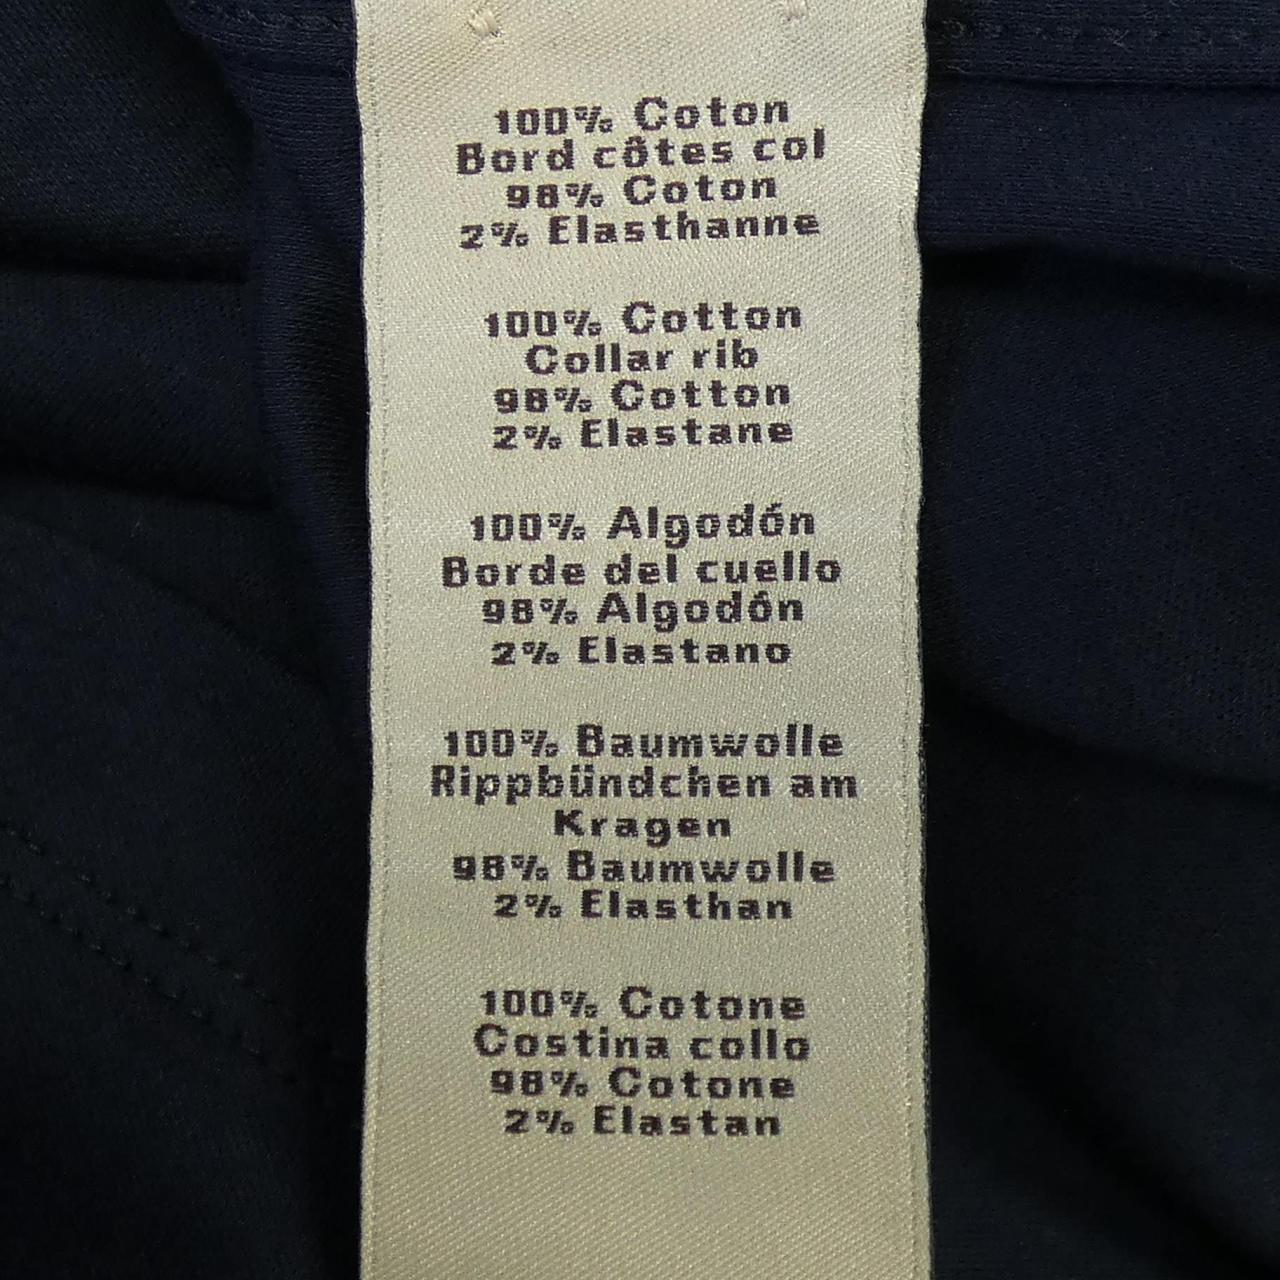 100% Coton
Bord côtes col
98% Coton
2% Elasthanne
100% Cotton
Collar rib
98% Cotton
2% Elastane
100% Algodón
Borde del cuello
98% Algodón
2% Elastano
100% Baumwolle
Rippbündchen am
Kragen
98% Baumwolle
2% Elasthan
100% Cotone
Costina collo
98% Cotone
2% Elastan